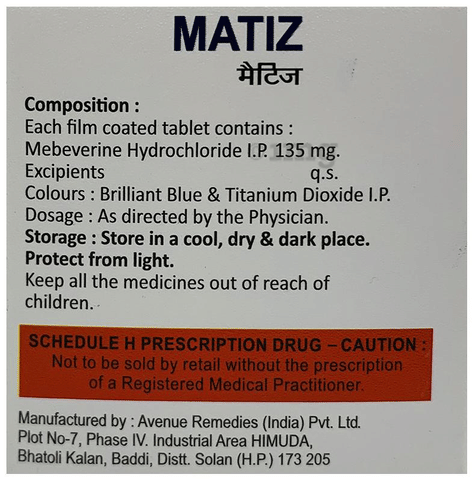 MATIZ
मैटिज
Composition :
Each film coated tablet contains :
Mebeverine Hydrochloride I.P. 135 mg.
Excipients q.s.
Colours : Brilliant Blue & Titanium Dioxide I.P.
Dosage : As directed by the Physician.
Storage : Store in a cool, dry & dark place.
Protect from light.
Keep all the medicines out of reach of
children.
SCHEDULE H PRESCRIPTION DRUG – CAUTION :
Not to be sold by retail without the prescription
of a Registered Medical Practitioner.
Manufactured by : Avenue Remedies (India) Pvt. Ltd.
Plot No-7, Phase IV. Industrial Area HIMUDA,
Bhatoli Kalan, Baddi, Distt. Solan (H.P.) 173 205